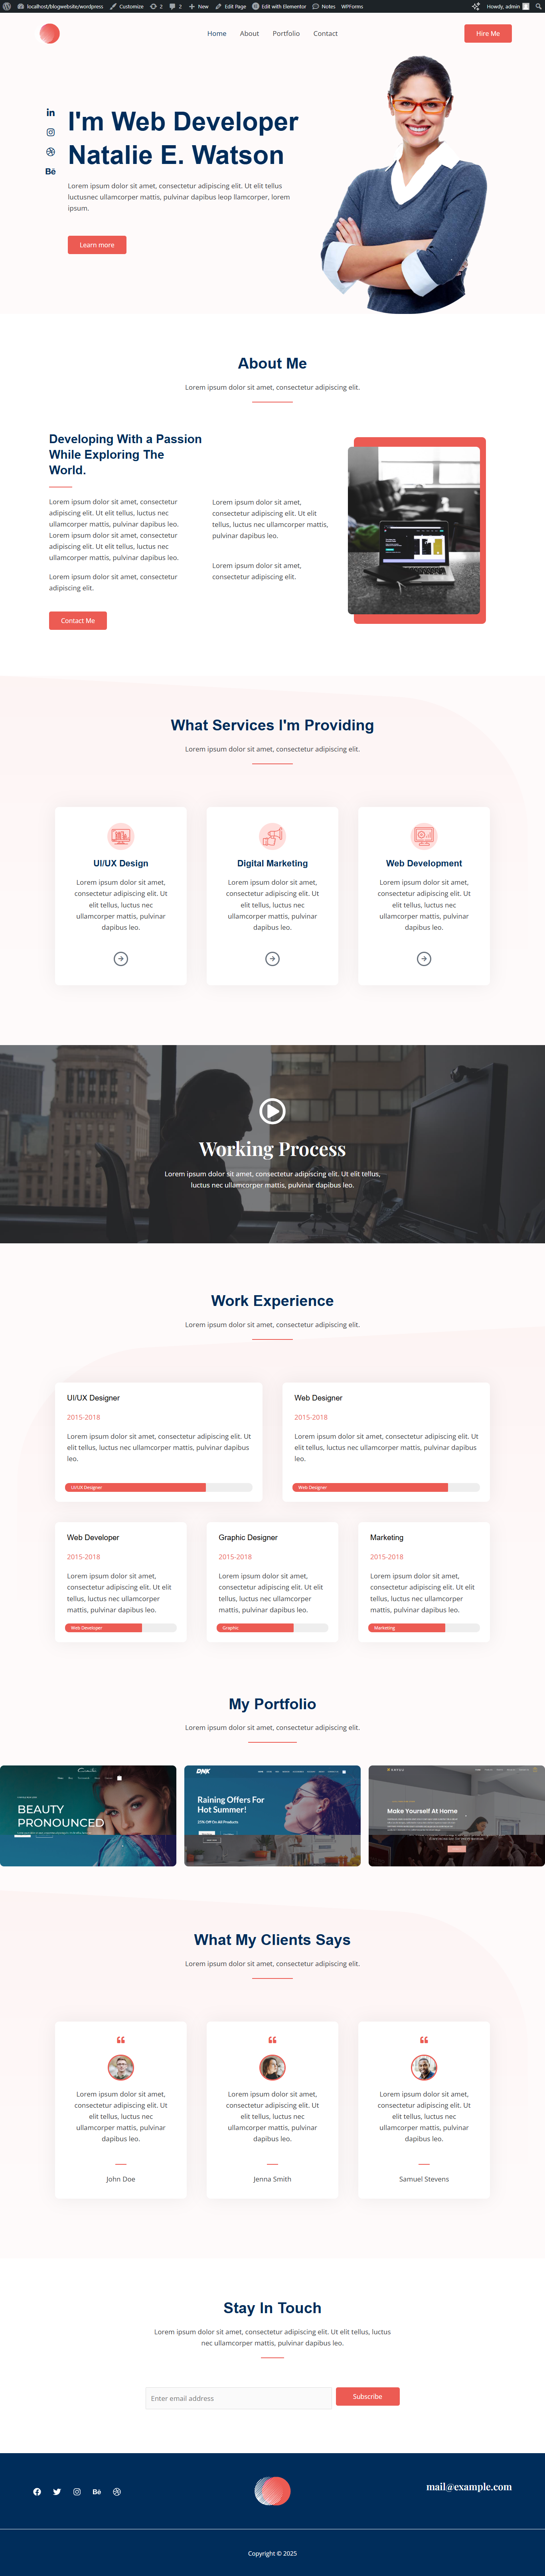 localhost/blogwebsite/wordpress Customize 2 2 New Edit Page Edit with Elementor Notes WPForms Howdy, admin
Home About Portfolio Contact Hire Me
I'm Web Developer
Natalie E. Watson
Lorem ipsum dolor sit amet, consectetur adipiscing elit. Ut elit tellus
luctusnec ullamcorper mattis, pulvinar dapibus leop llamcorper, lorem
ipsum.
Learn more
About Me
Lorem ipsum dolor sit amet, consectetur adipiscing elit.
Developing With a Passion
While Exploring The
World.
Lorem ipsum dolor sit amet, consectetur
adipiscing elit. Ut elit tellus, luctus nec
ullamcorper mattis, pulvinar dapibus leo.
Lorem ipsum dolor sit amet, consectetur
adipiscing elit. Ut elit tellus, luctus nec
ullamcorper mattis, pulvinar dapibus leo.
Lorem ipsum dolor sit amet, consectetur
adipiscing elit.
Lorem ipsum dolor sit amet,
consectetur adipiscing elit. Ut elit
tellus, luctus nec ullamcorper mattis,
pulvinar dapibus leo.
Lorem ipsum dolor sit amet,
consectetur adipiscing elit.
Contact Me
What Services I'm Providing
Lorem ipsum dolor sit amet, consectetur adipiscing elit.
UI/UX Design
Lorem ipsum dolor sit amet,
consectetur adipiscing elit. Ut
elit tellus, luctus nec
ullamcorper mattis, pulvinar
dapibus leo.
Digital Marketing
Lorem ipsum dolor sit amet,
consectetur adipiscing elit. Ut
elit tellus, luctus nec
ullamcorper mattis, pulvinar
dapibus leo.
Web Development
Lorem ipsum dolor sit amet,
consectetur adipiscing elit. Ut
elit tellus, luctus nec
ullamcorper mattis, pulvinar
dapibus leo.
Working Process
Lorem ipsum dolor sit amet, consectetur adipiscing elit. Ut elit tellus,
luctus nec ullamcorper mattis, pulvinar dapibus leo.
Work Experience
Lorem ipsum dolor sit amet, consectetur adipiscing elit.
UI/UX Designer
2015-2018
Lorem ipsum dolor sit amet, consectetur adipiscing elit. Ut
elit tellus, luctus nec ullamcorper mattis, pulvinar dapibus
leo.
UI/UX Designer
Web Designer
2015-2018
Lorem ipsum dolor sit amet, consectetur adipiscing elit. Ut
elit tellus, luctus nec ullamcorper mattis, pulvinar dapibus
leo.
Web Designer
Web Developer
2015-2018
Lorem ipsum dolor sit amet,
consectetur adipiscing elit. Ut elit
tellus, luctus nec ullamcorper
mattis, pulvinar dapibus leo.
Web Developer
Graphic Designer
2015-2018
Lorem ipsum dolor sit amet,
consectetur adipiscing elit. Ut elit
tellus, luctus nec ullamcorper
mattis, pulvinar dapibus leo.
Graphic
Marketing
2015-2018
Lorem ipsum dolor sit amet,
consectetur adipiscing elit. Ut elit
tellus, luctus nec ullamcorper
mattis, pulvinar dapibus leo.
Marketing
My Portfolio
Lorem ipsum dolor sit amet, consectetur adipiscing elit.
BEAUTY
PRONOUNCED
DNK
Raining Offers For
Hot Summer!
25% Off On All Products
Make Yourself At Home
What My Clients Says
Lorem ipsum dolor sit amet, consectetur adipiscing elit.
Lorem ipsum dolor sit amet,
consectetur adipiscing elit. Ut
elit tellus, luctus nec
ullamcorper mattis, pulvinar
dapibus leo.
John Doe
Lorem ipsum dolor sit amet,
consectetur adipiscing elit. Ut
elit tellus, luctus nec
ullamcorper mattis, pulvinar
dapibus leo.
Jenna Smith
Lorem ipsum dolor sit amet,
consectetur adipiscing elit. Ut
elit tellus, luctus nec
ullamcorper mattis, pulvinar
dapibus leo.
Samuel Stevens
Stay In Touch
Lorem ipsum dolor sit amet, consectetur adipiscing elit. Ut elit tellus, luctus
nec ullamcorper mattis, pulvinar dapibus leo.
Enter email address Subscribe
mail@example.com
Copyright © 2025